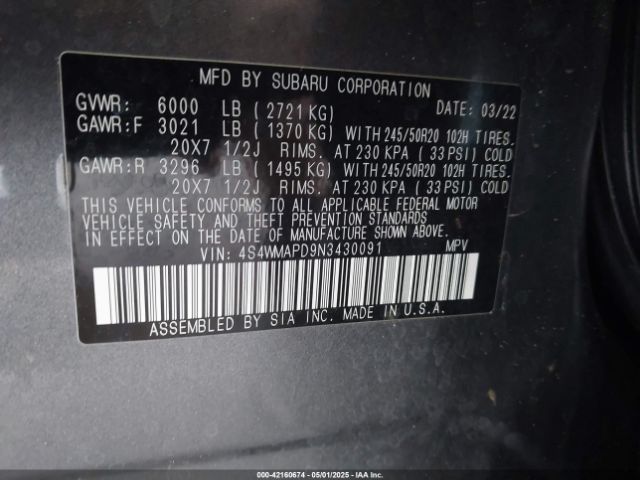 MFD BY SUBARU CORPORATION
GVWR: 6000 LB ( 2721 KG) DATE: 03/22
GAWR:F 3021 LB ( 1370 KG) WITH 245/50R20 102H TIRES.
20X7 1/2J RIMS. AT 230 KPA ( 33 PSI) COLD
GAWR:R 3296 LB ( 1495 KG) WITH 245/50R20 102H TIRES.
20X7 1/2J RIMS. AT 230 KPA ( 33 PSI) COLD
THIS VEHICLE CONFORMS TO ALL APPLICABLE FEDERAL MOTOR
VEHICLE SAFETY AND THEFT PREVENTION STANDARDS
IN EFFECT ON THE DATE OF MANUFACTURE SHOWN ABOVE.
VIN: 4S4WMAPD9N3430091 MPV
ASSEMBLED BY SIA INC. MADE IN U.S.A.
000-42160674 | 05/01/2025 - IAA Inc.